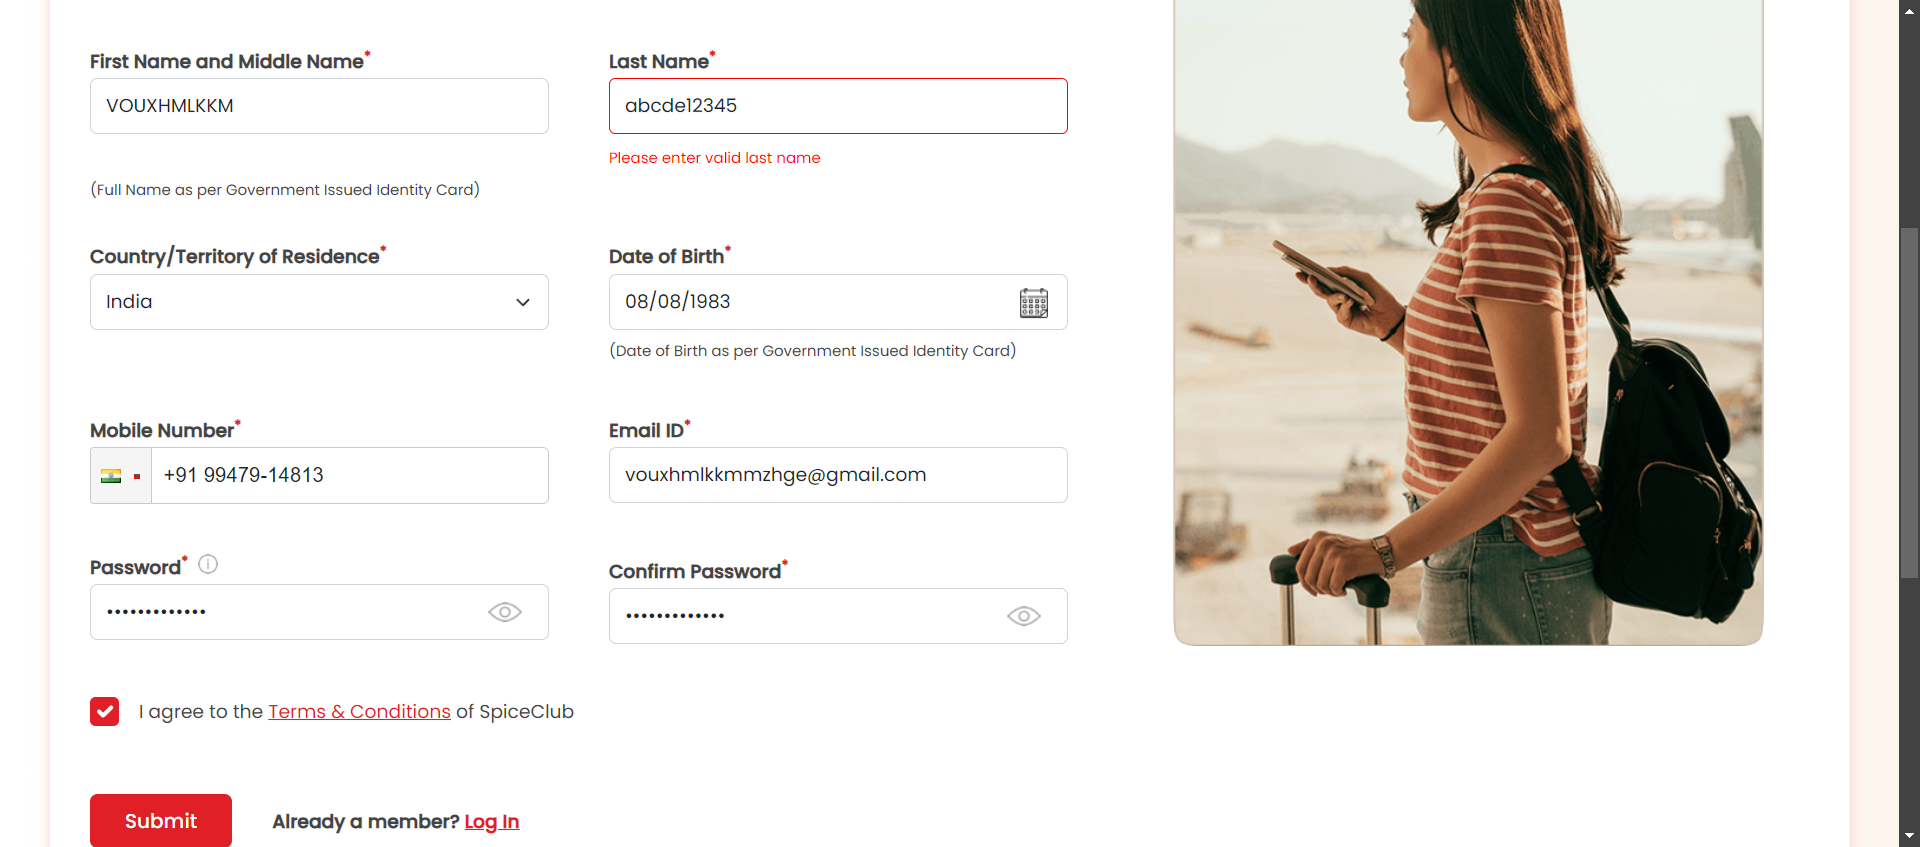 First Name and Middle Name*
VOUXHMLKKM
Last Name*
abcde12345
Please enter valid last name
(Full Name as per Government Issued Identity Card)
Country/Territory of Residence*
India
Date of Birth*
08/08/1983
(Date of Birth as per Government Issued Identity Card)
Mobile Number*
+91 99479-14813
Email ID*
vouxhmlkkmmzhge@gmail.com
Password*
•••••••••••••
Confirm Password*
•••••••••••••
I agree to the Terms & Conditions of SpiceClub
Submit
Already a member? Log In